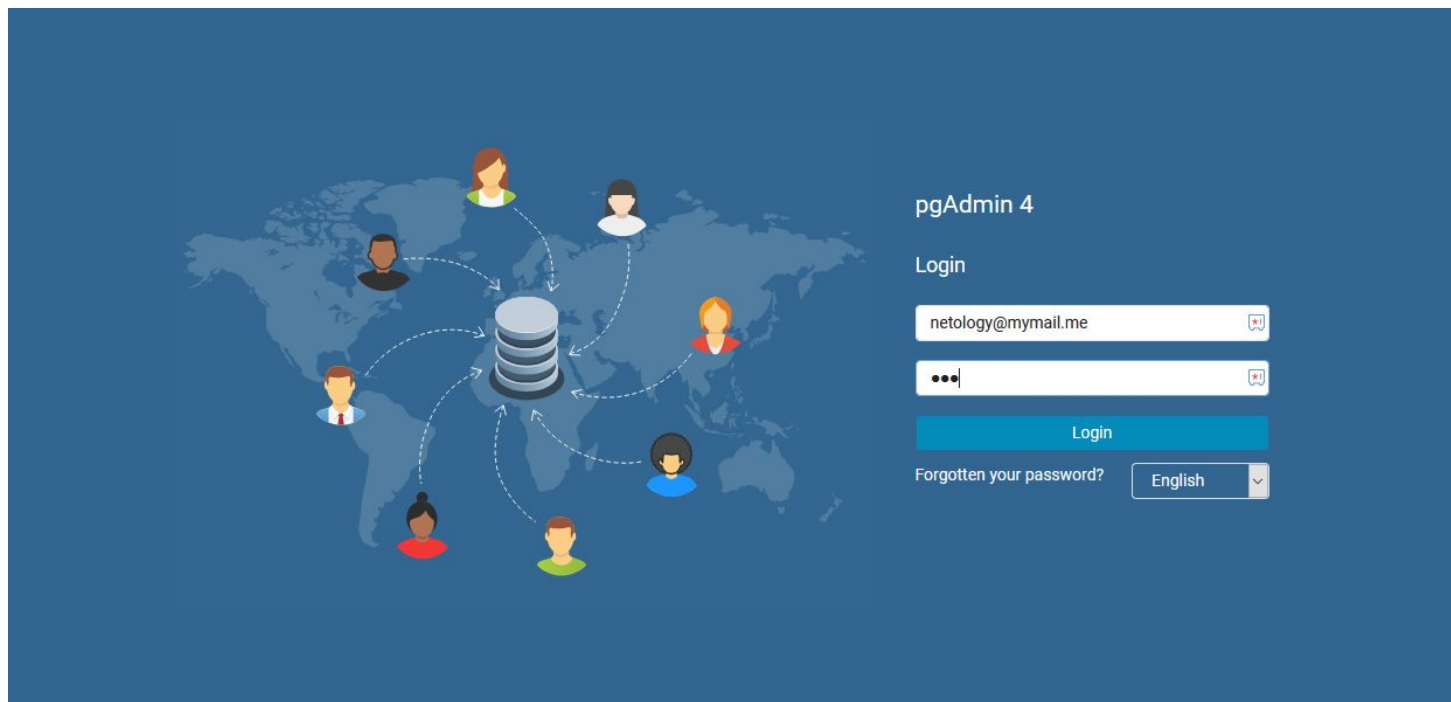 pgAdmin 4
Login
netology@mymail.me
•••
Login
Forgotten your password?
English